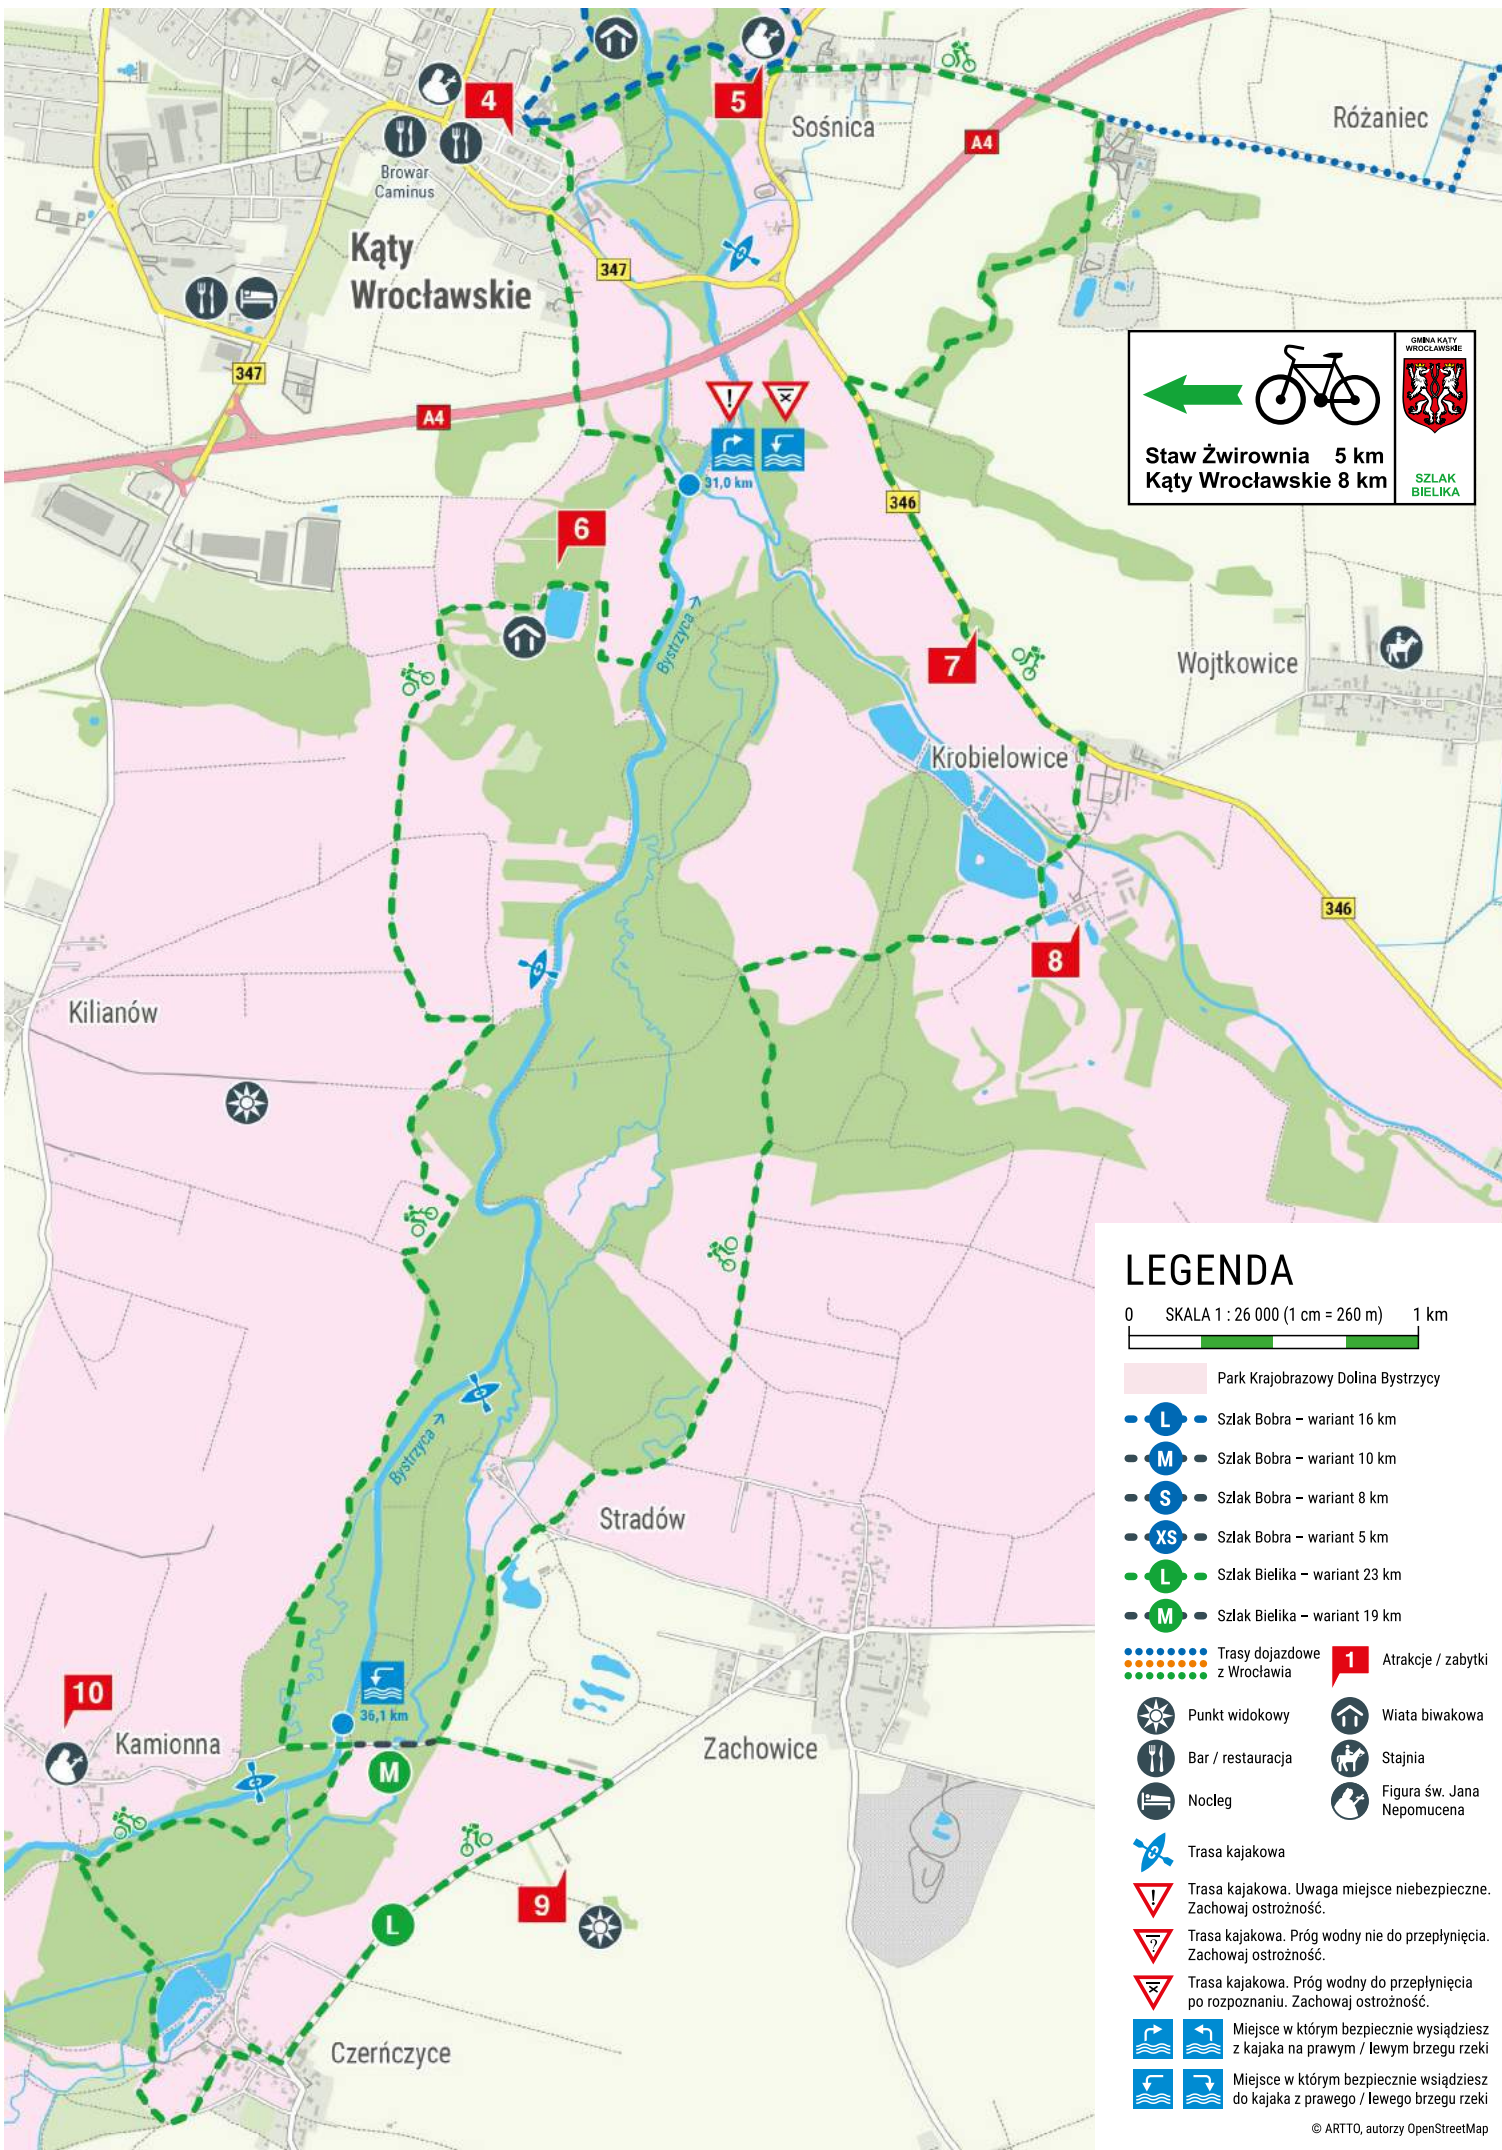 4
5
Sośnica
Różaniec
A4
Browar
Caminus
Kąty
Wrocławskie
347
347
A4
GMINA KĄTY
WROCŁAWSKIE
Staw Żwirownia 5 km
Kąty Wrocławskie 8 km
SZLAK
BIELIKA
!
31,0 km
346
6
7
Bystrzyca
Wojtkowice
Krobielowice
346
8
Kilianów
Bystrzyca
Stradów
10
Kamionna
36,1 km
M
Zachowice
9
L
Czerńczyce
LEGENDA
0 SKALA 1 : 26 000 (1 cm = 260 m) 1 km
Park Krajobrazowy Dolina Bystrzycy
L Szlak Bobra – wariant 16 km
M Szlak Bobra – wariant 10 km
S Szlak Bobra – wariant 8 km
XS Szlak Bobra – wariant 5 km
L Szlak Bielika – wariant 23 km
M Szlak Bielika – wariant 19 km
Trasy dojazdowe
z Wrocławia
1 Atrakcje / zabytki
Punkt widokowy
Wiata biwakowa
Bar / restauracja
Stajnia
Nocleg
Figura św. Jana
Nepomucena
Trasa kajakowa
! Trasa kajakowa. Uwaga miejsce niebezpieczne.
Zachowaj ostrożność.
? Trasa kajakowa. Próg wodny nie do przepłynięcia.
Zachowaj ostrożność.
Trasa kajakowa. Próg wodny do przepłynięcia
po rozpoznaniu. Zachowaj ostrożność.
Miejsce w którym bezpiecznie wysiądziesz
z kajaka na prawym / lewym brzegu rzeki
Miejsce w którym bezpiecznie wsiądziesz
do kajaka z prawego / lewego brzegu rzeki
© ARTTO, autorzy OpenStreetMap